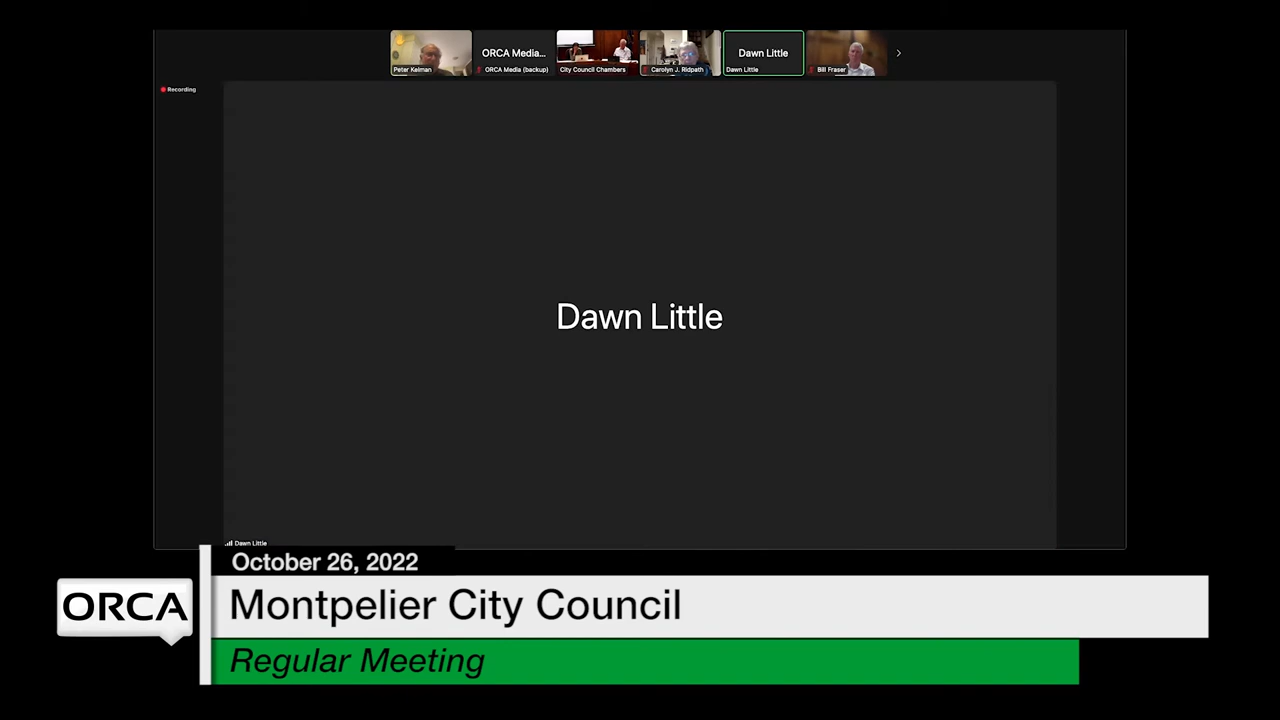 ORCA Media...
Dawn Little
Peter Kelman
ORCA Media (backup)
City Council Chambers
Carolyn J. Ridpath
Dawn Little
Bill Fraser
Recording
Dawn Little
Dawn Little
October 26, 2022
ORCA
Montpelier City Council
Regular Meeting